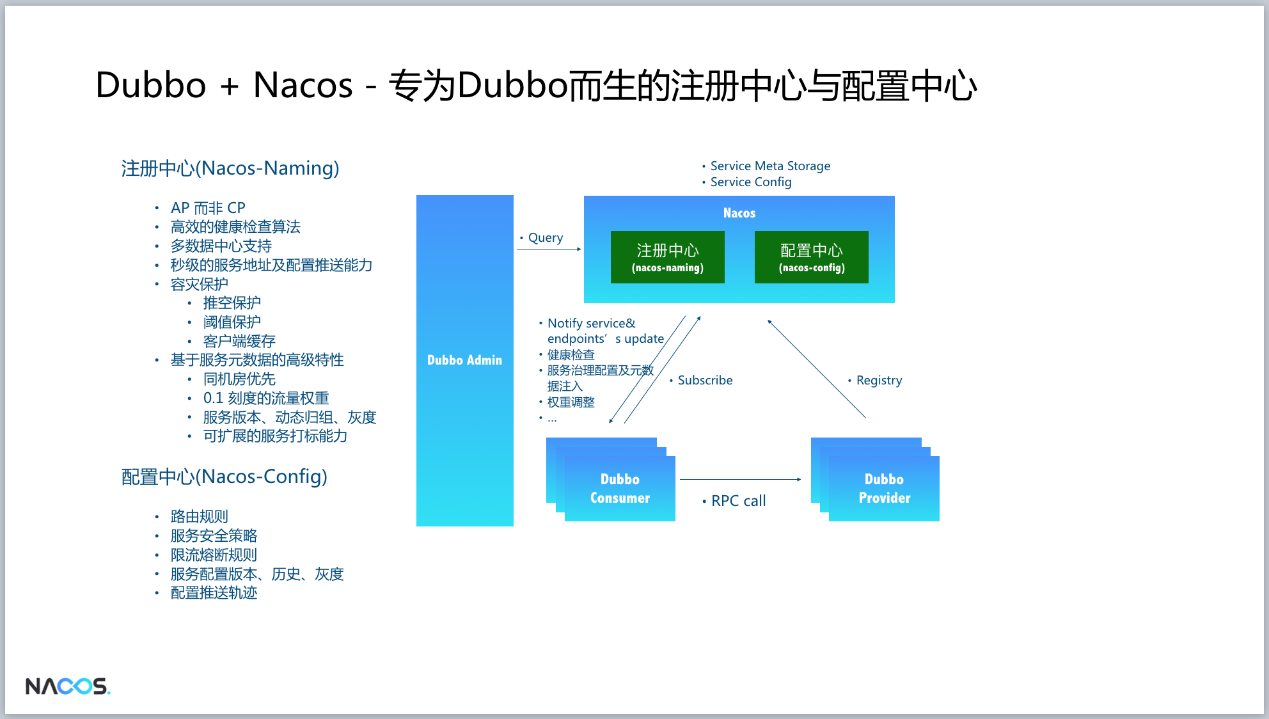 Dubbo + Nacos - 专为Dubbo而生的注册中心与配置中心
注册中心(Nacos-Naming)
• AP 而非 CP
• 高效的健康检查算法
• 多数据中心支持
• 秒级的服务地址及配置推送能力
• 容灾保护
• 推空保护
• 阈值保护
• 客户端缓存
• 基于服务元数据的高级特性
• 同机房优先
• 0.1 刻度的流量权重
• 服务版本、动态归组、灰度
• 可扩展的服务打标能力
配置中心(Nacos-Config)
• 路由规则
• 服务安全策略
• 限流熔断规则
• 服务配置版本、历史、灰度
• 配置推送轨迹
Dubbo Admin
• Query
• Service Meta Storage
• Service Config
Nacos
注册中心
(nacos-naming)
配置中心
(nacos-config)
• Notify service&
endpoints’s update
• 健康检查
• 服务治理配置及元数
据注入
• 权重调整
• ...
• Subscribe
• Registry
Dubbo
Consumer
• RPC call
Dubbo
Provider
NACOS.